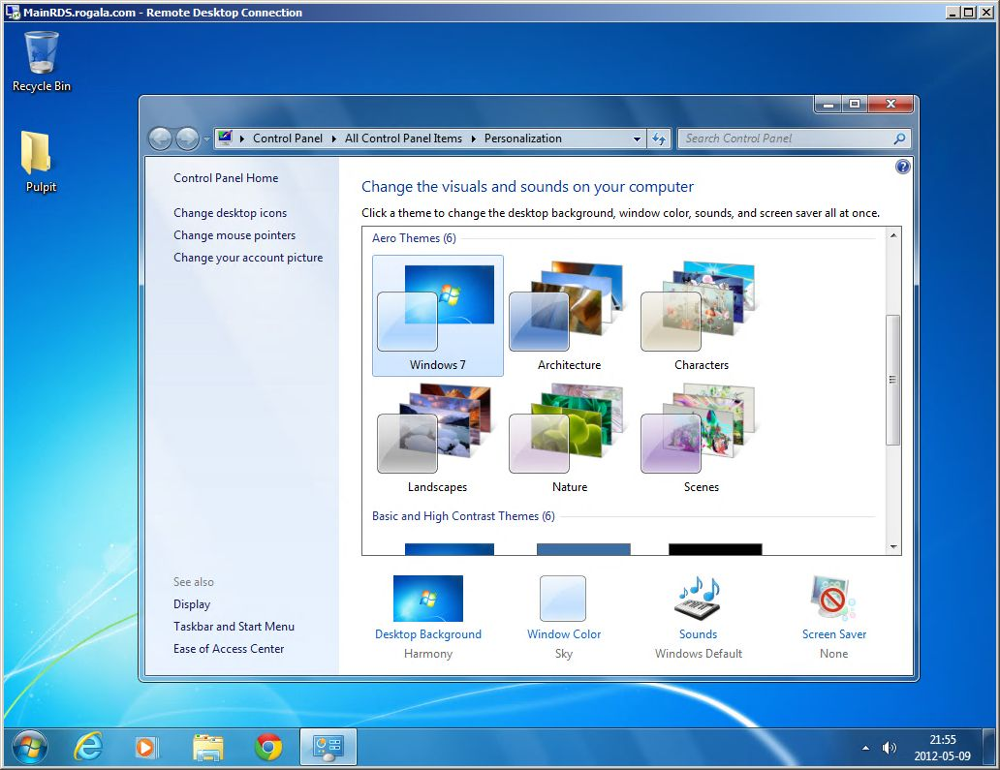 MainRDS.rogala.com - Remote Desktop Connection
Recycle Bin
Pulpit
Control Panel
All Control Panel Items
Personalization
Search Control Panel
Control Panel Home
Change desktop icons
Change mouse pointers
Change your account picture
Change the visuals and sounds on your computer
Click a theme to change the desktop background, window color, sounds, and screen saver all at once.
Aero Themes (6)
Windows 7
Architecture
Characters
Landscapes
Nature
Scenes
Basic and High Contrast Themes (6)
See also
Display
Taskbar and Start Menu
Ease of Access Center
Desktop Background
Harmony
Window Color
Sky
Sounds
Windows Default
Screen Saver
None
21:55
2012-05-09